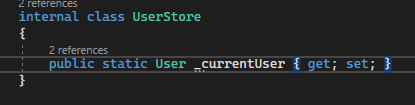 2 references
internal class UserStore
{
2 references
public static User _currentUser { get; set; }
}